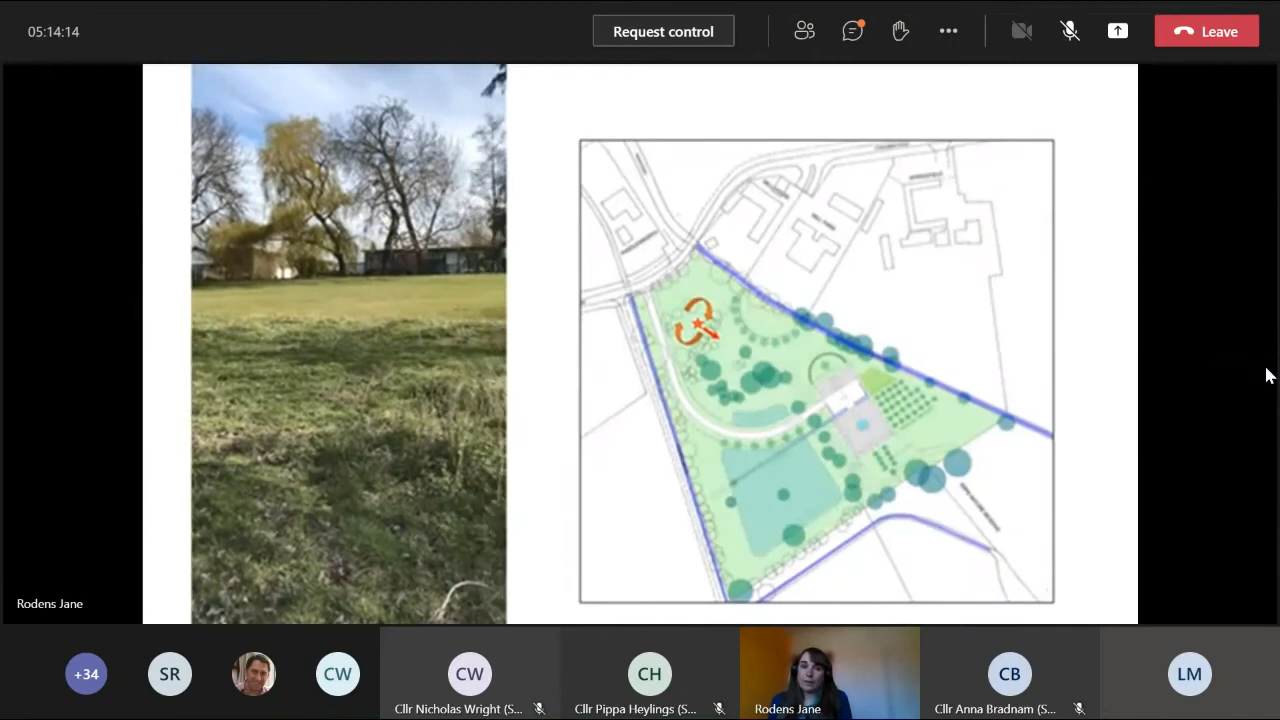 05:14:14
Request control
Leave
Rodens Jane
+34
SR
CW
CW
Cllr Nicholas Wright (S...
CH
Cllr Pippa Heylings (S...
Rodens Jane
CB
Cllr Anna Bradnam (S...
LM